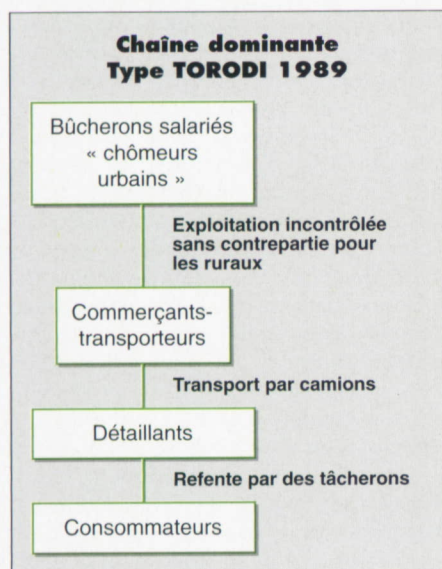 Chaîne dominante
Type TORODI 1989
Bûcherons salariés
« chômeurs
urbains »
Exploitation incontrôlée
sans contrepartie pour
les ruraux
Commerçants-
transporteurs
Transport par camions
Détaillants
Refente par des tâcherons
Consommateurs